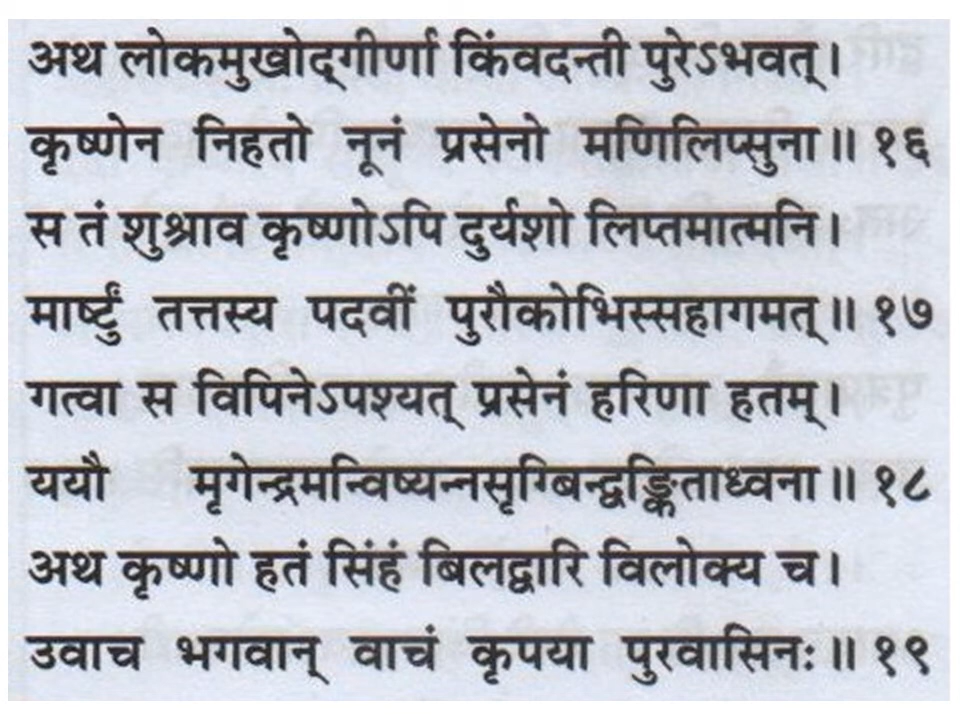 अथ लोकमुखोद्‌गीर्णा किंवदन्ती पुरेऽभवत्।
कृष्णेन निहतो नूनं प्रसेनो मणिलिप्सुना॥ १६
स तं शुश्राव कृष्णोऽपि दुर्यशो लिप्तमात्मनि।
मार्ष्टुं तत्तस्य पदवीं पुरौकोभिस्सहागमत्॥ १७
गत्वा स विपिनेऽपश्यत् प्रसेनं हरिणा हतम्।
ययौ मृगेन्द्रमन्विष्यन्नसृग्बिन्द्वङ्किताध्वना॥ १८
अथ कृष्णो हतं सिंहं बिलद्वारि विलोक्य च।
उवाच भगवान् वाचं कृपया पुरवासिनः॥ १९